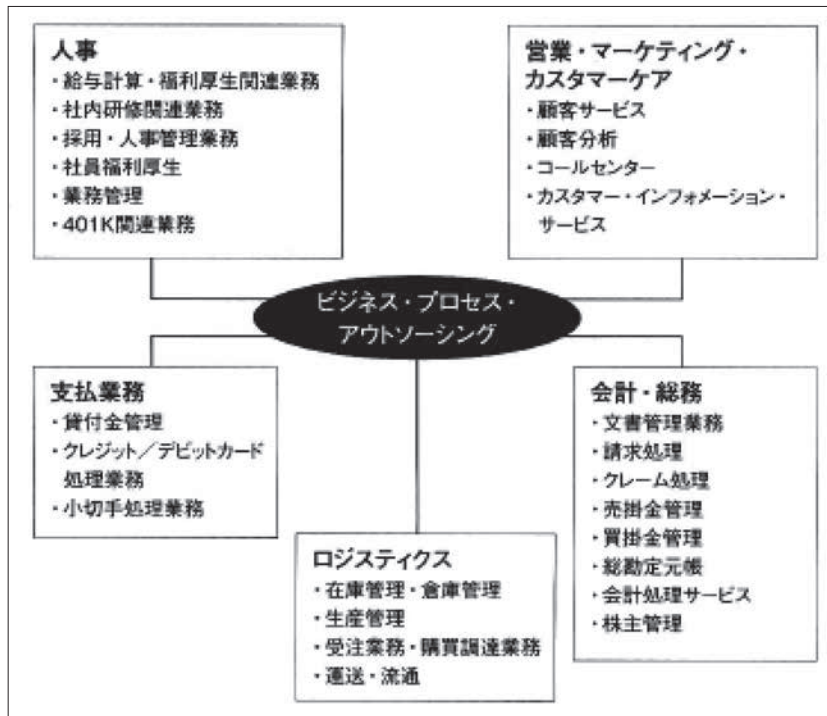 人事
・給与計算・福利厚生関連業務
・社内研修関連業務
・採用・人事管理業務
・社員福利厚生
・業務管理
・401K関連業務
営業・マーケティング・
カスタマーケア
・顧客サービス
・顧客分析
・コールセンター
・カスタマー・インフォメーション・
サービス
ビジネス・プロセス・
アウトソーシング
支払業務
・貸付金管理
・クレジット／デビットカード
処理業務
・小切手処理業務
ロジスティクス
・在庫管理・倉庫管理
・生産管理
・受注業務・購買調達業務
・運送・流通
会計・総務
・文書管理業務
・請求処理
・クレーム処理
・売掛金管理
・買掛金管理
・総勘定元帳
・会計処理サービス
・株主管理